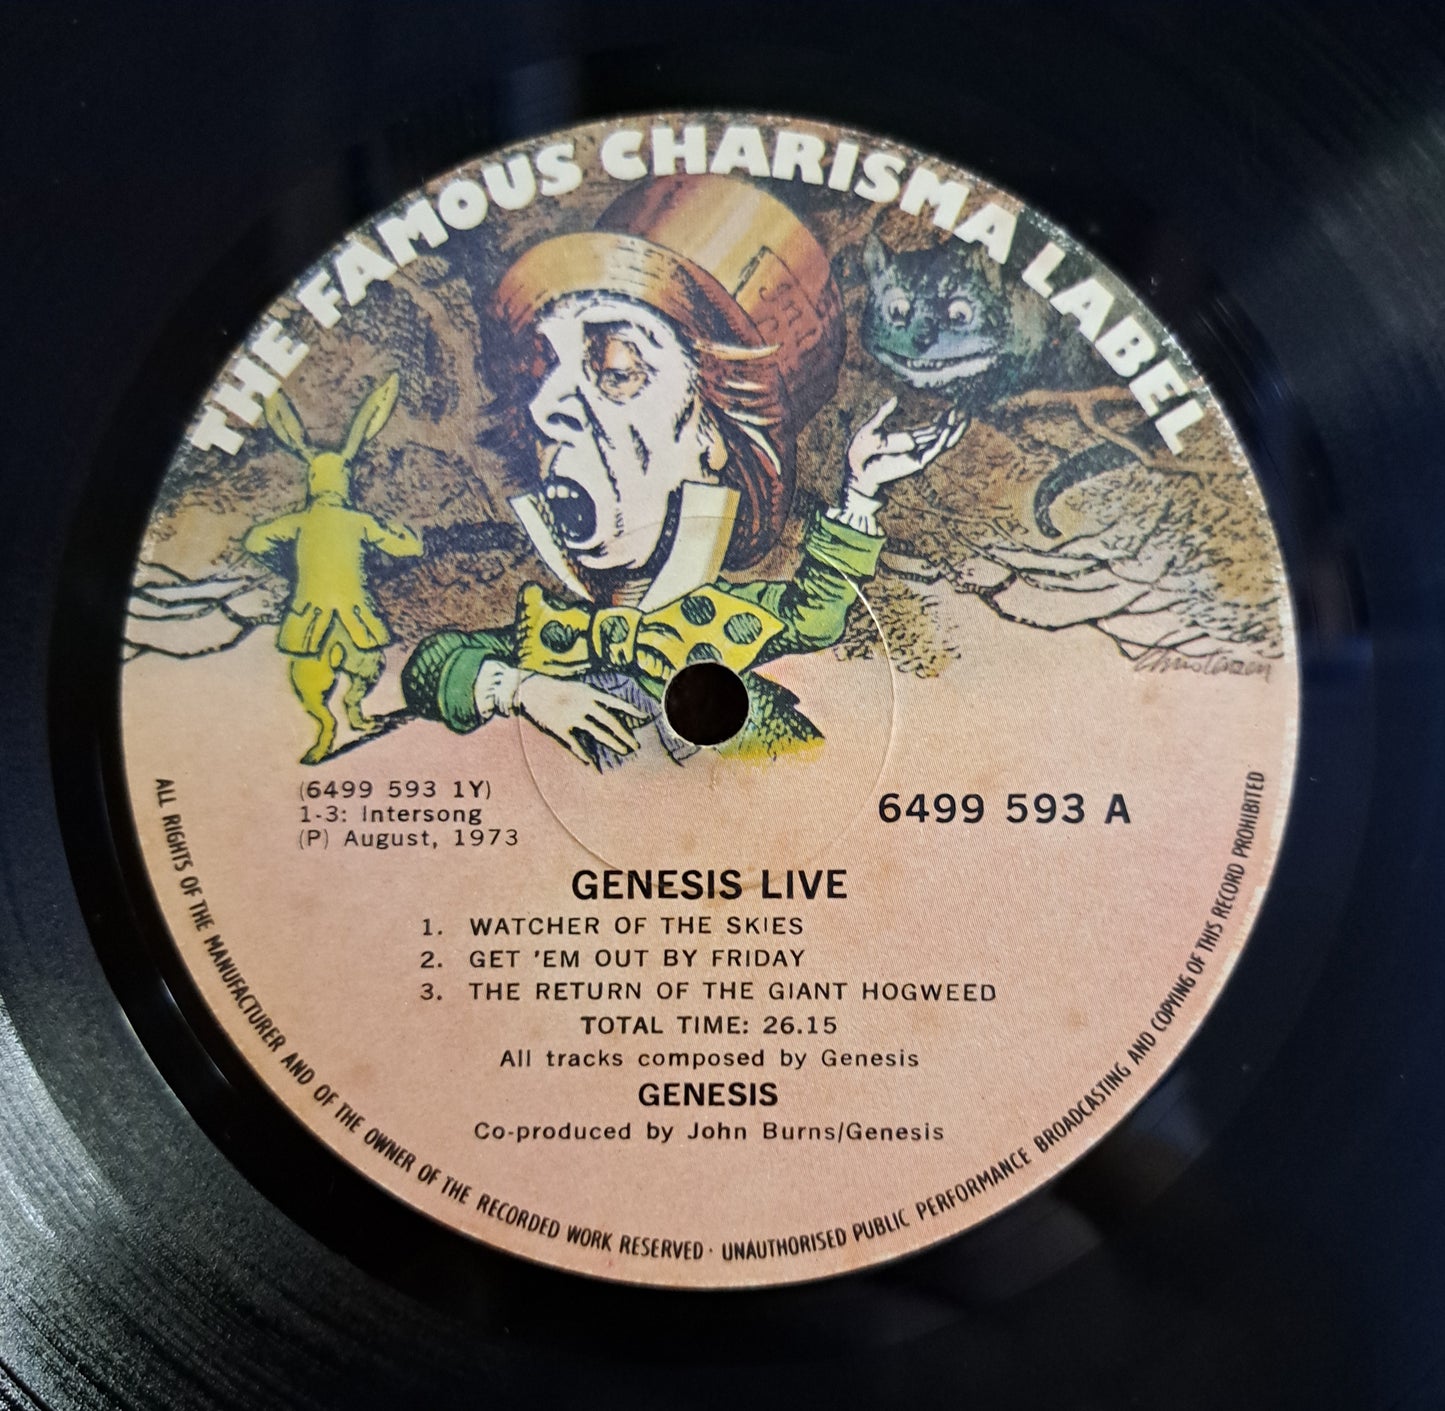 THE FAMOUS CHARISMA LABEL
Christensen
(6499 593 1Y)
1-3: Intersong
(P) August, 1973
6499 593 A
GENESIS LIVE
1. WATCHER OF THE SKIES
2. GET 'EM OUT BY FRIDAY
3. THE RETURN OF THE GIANT HOGWEED
TOTAL TIME: 26.15
All tracks composed by Genesis
GENESIS
Co-produced by John Burns/Genesis
ALL RIGHTS OF THE MANUFACTURER AND OF THE OWNER OF THE RECORDED WORK RESERVED · UNAUTHORISED PUBLIC PERFORMANCE BROADCASTING AND COPYING OF THIS RECORD PROHIBITED